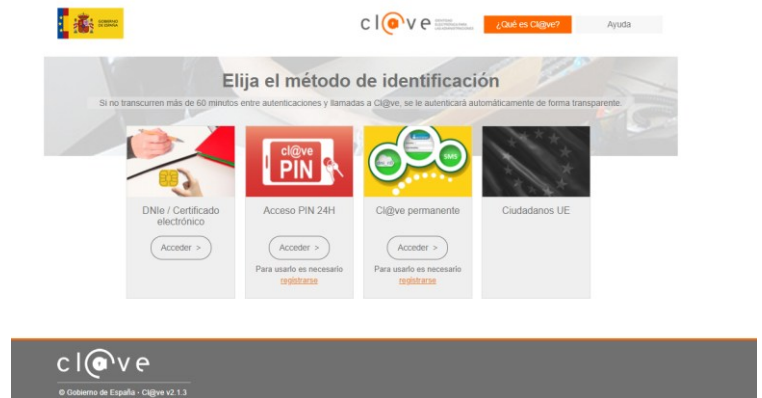 GOBIERNO
DE ESPAÑA
cl@ve
¿Qué es Cl@ve?
Ayuda
Elija el método de identificación
Si no transcurren más de 60 minutos entre autenticaciones y llamadas a Cl@ve, se le autenticará automáticamente de forma transparente.
cl@ve
PIN
SMS
DNIe / Certificado
electrónico
Acceder >
Acceso PIN 24H
Acceder >
Para usarlo es necesario
registrarse
Cl@ve permanente
Acceder >
Para usarlo es necesario
registrarse
Ciudadanos UE
cl@ve
© Gobierno de España - Cl@ve v2.1.3